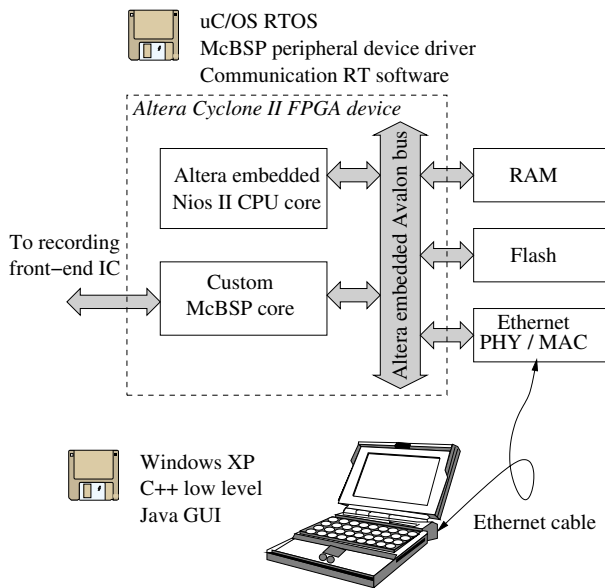 uC/OS RTOS
McBSP peripheral device driver
Communication RT software
Altera Cyclone II FPGA device
Altera embedded
Nios II CPU core
Altera embedded Avalon bus
RAM
To recording
front−end IC
Custom
McBSP core
Flash
Ethernet
PHY / MAC
Windows XP
C++ low level
Java GUI
Ethernet cable